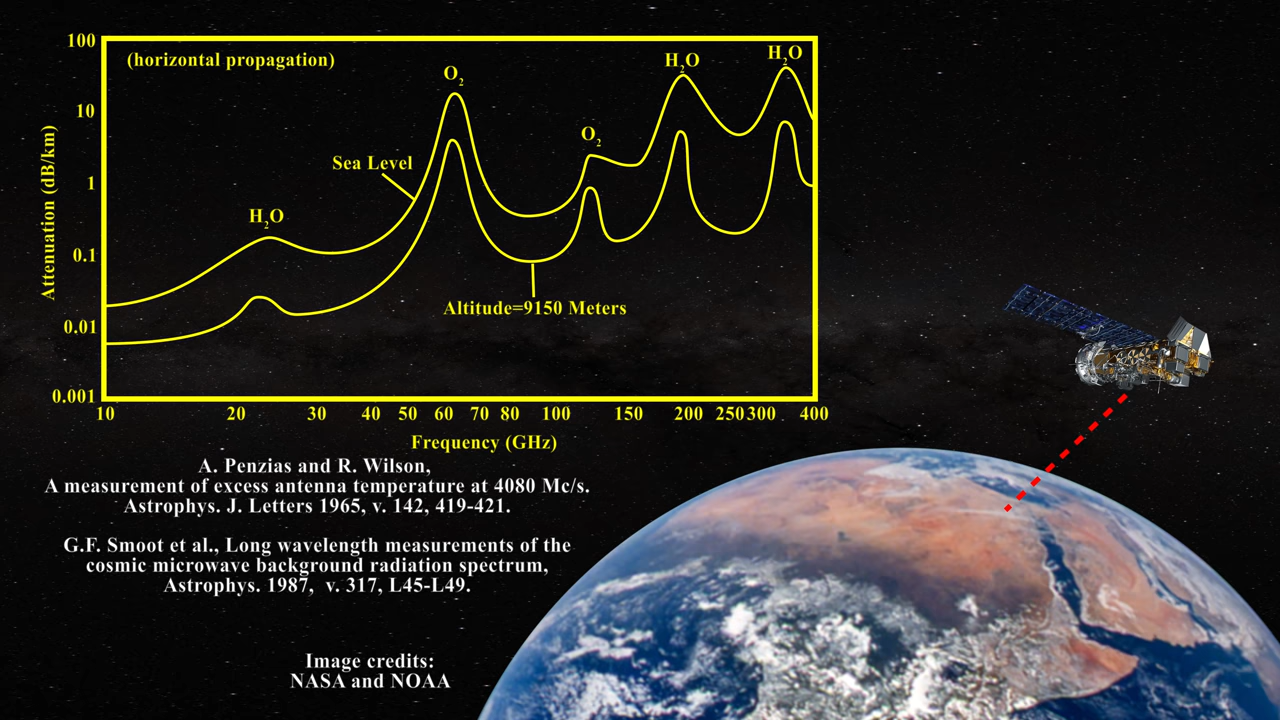 100
(horizontal propagation)
O2
H2O
H2O
10
O2
Sea Level
1
H2O
0.1
Altitude=9150 Meters
0.01
0.001
Attenuation (dB/km)
10 20 30 40 50 60 70 80 100 150 200 250 300 400
Frequency (GHz)
A. Penzias and R. Wilson,
A measurement of excess antenna temperature at 4080 Mc/s.
Astrophys. J. Letters 1965, v. 142, 419-421.
G.F. Smoot et al., Long wavelength measurements of the
cosmic microwave background radiation spectrum,
Astrophys. 1987, v. 317, L45-L49.
Image credits:
NASA and NOAA